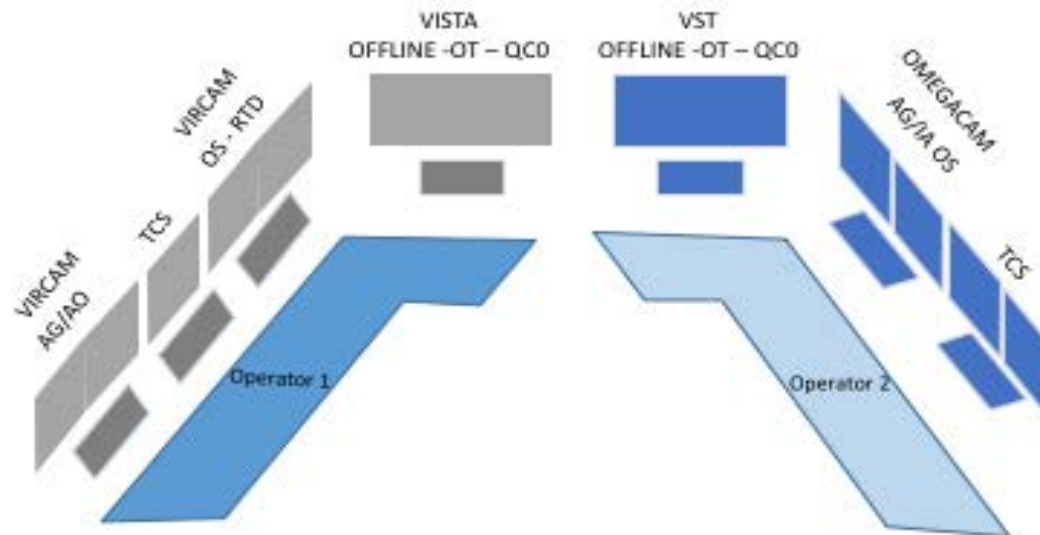 VISTA
OFFLINE -OT – QC0
VST
OFFLINE -OT – QC0
VIRCAM
OS - RTD
TCS
VIRCAM
AG/AO
OMEGACAM
AG/IA OS
TCS
Operator 1
Operator 2